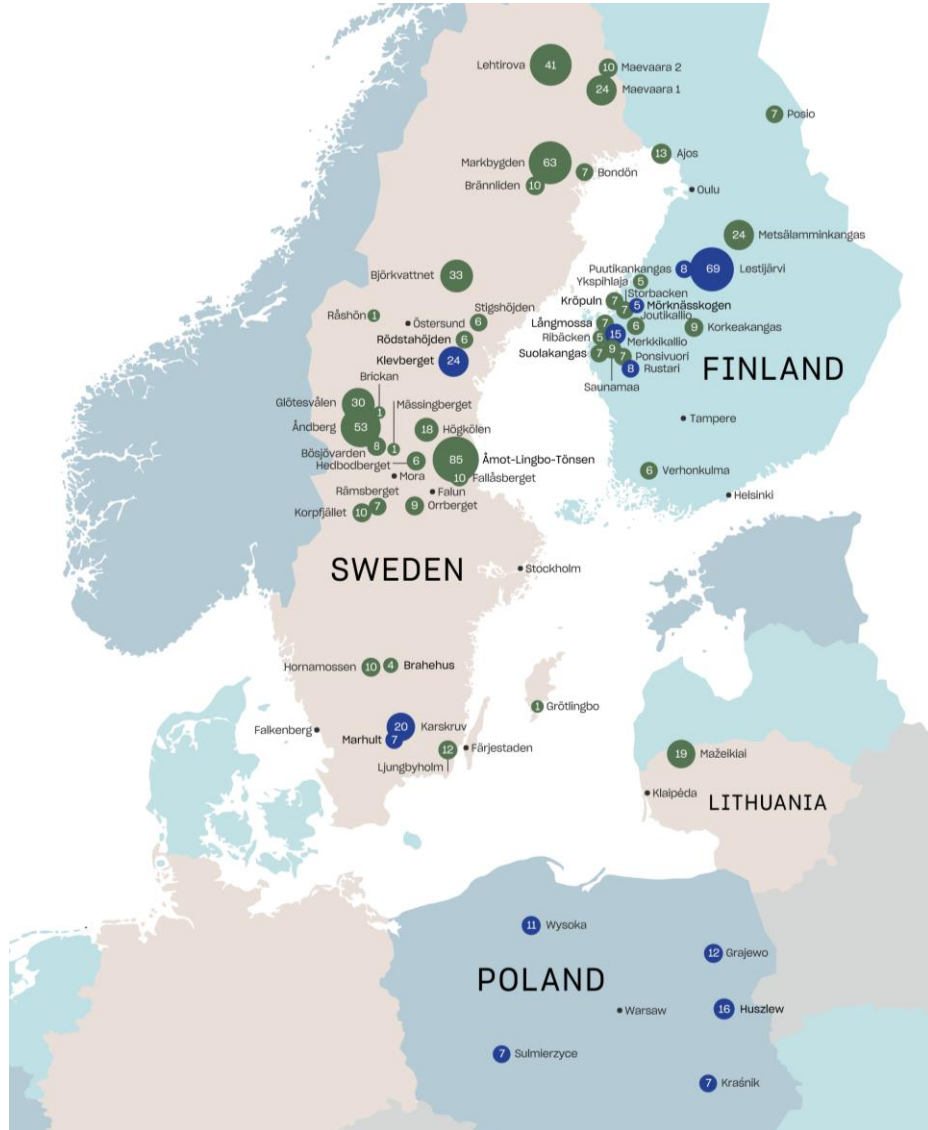 Lehtirova
41
10
Maevaara 2
24
Maevaara 1
7
Posio
Markbygden
63
13
Ajos
7
Bondön
Brännliden
10
Oulu
24
Metsälamminkangas
Björkvattnet
33
Puutikankangas
8
69
Lestijärvi
Ykspihlaja
5
Storbacken
Kröpuln
7
7
5
Mörknässkogen
Råshön
1
Stigshöjden
6
Östersund
Joutikallio
Långmossa
7
6
9
Korkeakangas
Rödstahöjden
6
Ribäcken
5
15
Merkkikallio
Klevberget
24
Suolakangas
7
9
7
Ponsivuori
8
Rustari
Saunamaa
FINLAND
Brickan
Glötesvålen
30
1
Mässingberget
Åndberg
53
18
Högkölen
Tampere
Bösjövarden
8
1
Hedbodberget
6
85
Åmot-Lingbo-Tönsen
Mora
10
Fallåsberget
6
Verhonkulma
Rämsberget
Falun
Helsinki
Korpfjället
10
7
9
Orrberget
SWEDEN
Stockholm
Hornamossen
10
4
Brahehus
1
Grötlingbo
Falkenberg
20
Karskruv
Marhult
7
12
Färjestaden
Ljungbyholm
19
Mažeikiai
Klaipėda
LITHUANIA
11
Wysoka
12
Grajewo
POLAND
16
Huszlew
Warsaw
7
Sulmierzyce
7
Kraśnik